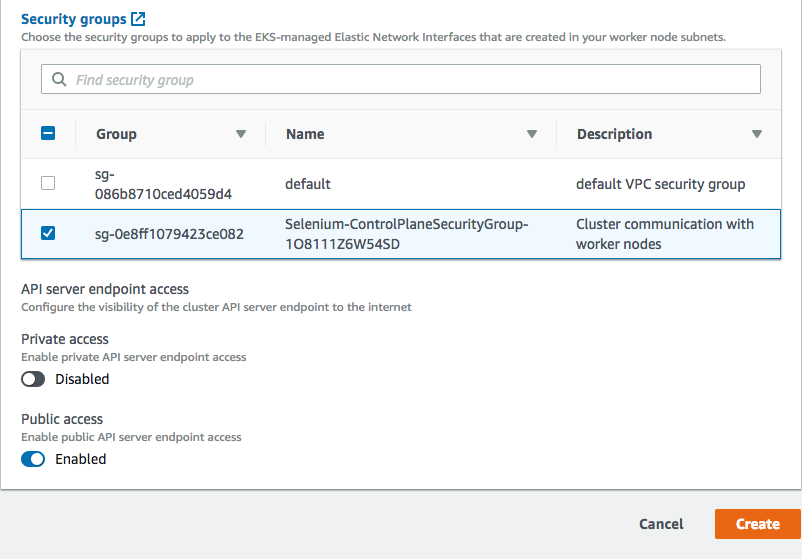 Security groups
Choose the security groups to apply to the EKS-managed Elastic Network Interfaces that are created in your worker node subnets.
Find security group
Group Name Description
sg-
086b8710ced4059d4 default default VPC security group
sg-0e8ff1079423ce082 Selenium-ControlPlaneSecurityGroup- Cluster communication with
1O8111Z6W54SD worker nodes
API server endpoint access
Configure the visibility of the cluster API server endpoint to the internet
Private access
Enable private API server endpoint access
Disabled
Public access
Enable public API server endpoint access
Enabled
Cancel Create